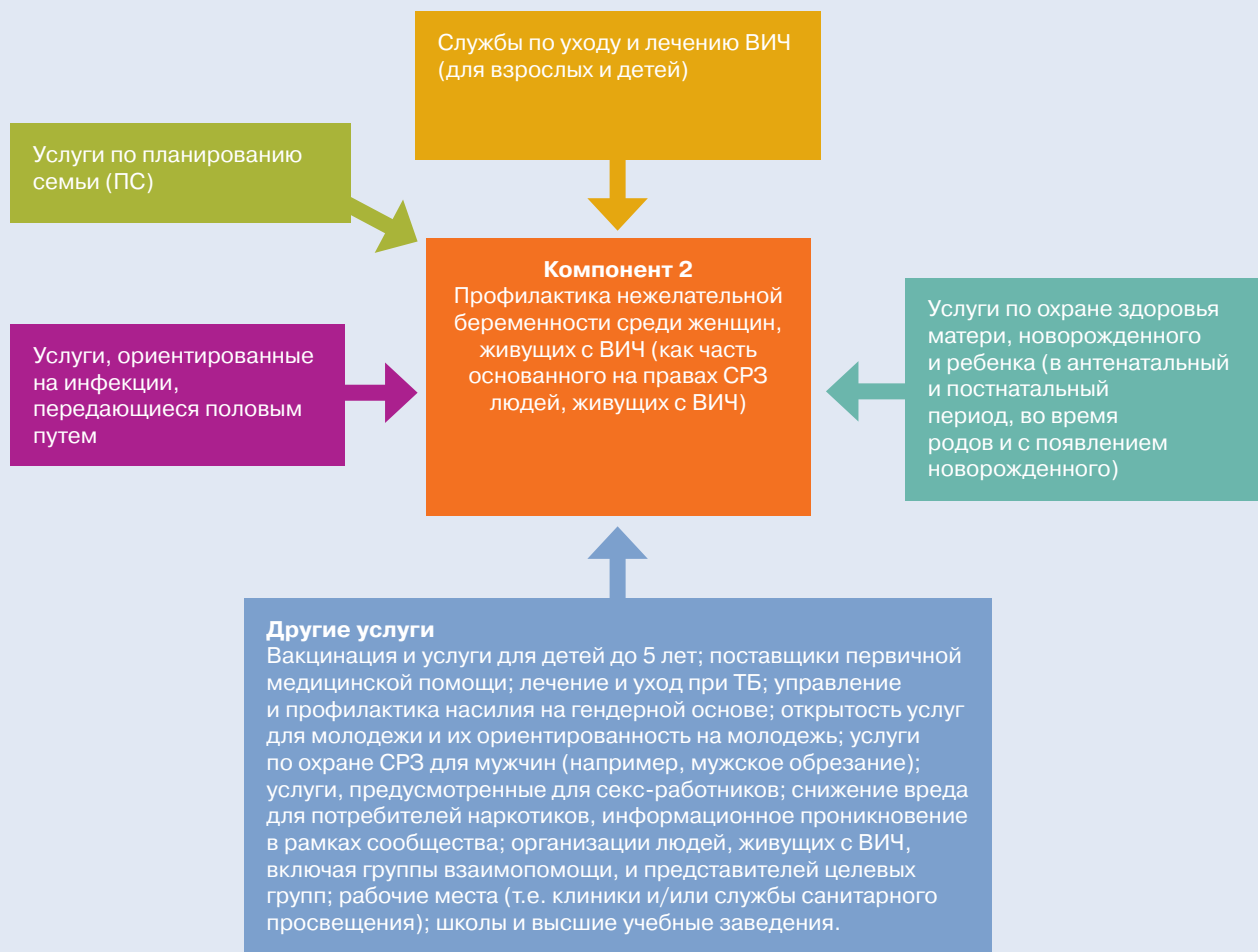 Службы по уходу и лечению ВИЧ
(для взрослых и детей)
Услуги по планированию
семьи (ПС)
Компонент 2
Профилактика нежелательной
беременности среди женщин,
живущих с ВИЧ (как часть
основанного на правах СРЗ
людей, живущих с ВИЧ)
Услуги, ориентированные
на инфекции,
передающиеся половым
путем
Услуги по охране здоровья
матери, новорожденного
и ребенка (в антенатальный
и постнатальный
период, во время
родов и с появлением
новорожденного)
Другие услуги
Вакцинация и услуги для детей до 5 лет; поставщики первичной
медицинской помощи; лечение и уход при ТБ; управление
и профилактика насилия на гендерной основе; открытость услуг
для молодежи и их ориентированность на молодежь; услуги
по охране СРЗ для мужчин (например, мужское обрезание);
услуги, предусмотренные для секс-работников; снижение вреда
для потребителей наркотиков, информационное проникновение
в рамках сообщества; организации людей, живущих с ВИЧ,
включая группы взаимопомощи, и представителей целевых
групп; рабочие места (т.е. клиники и/или службы санитарного
просвещения); школы и высшие учебные заведения.